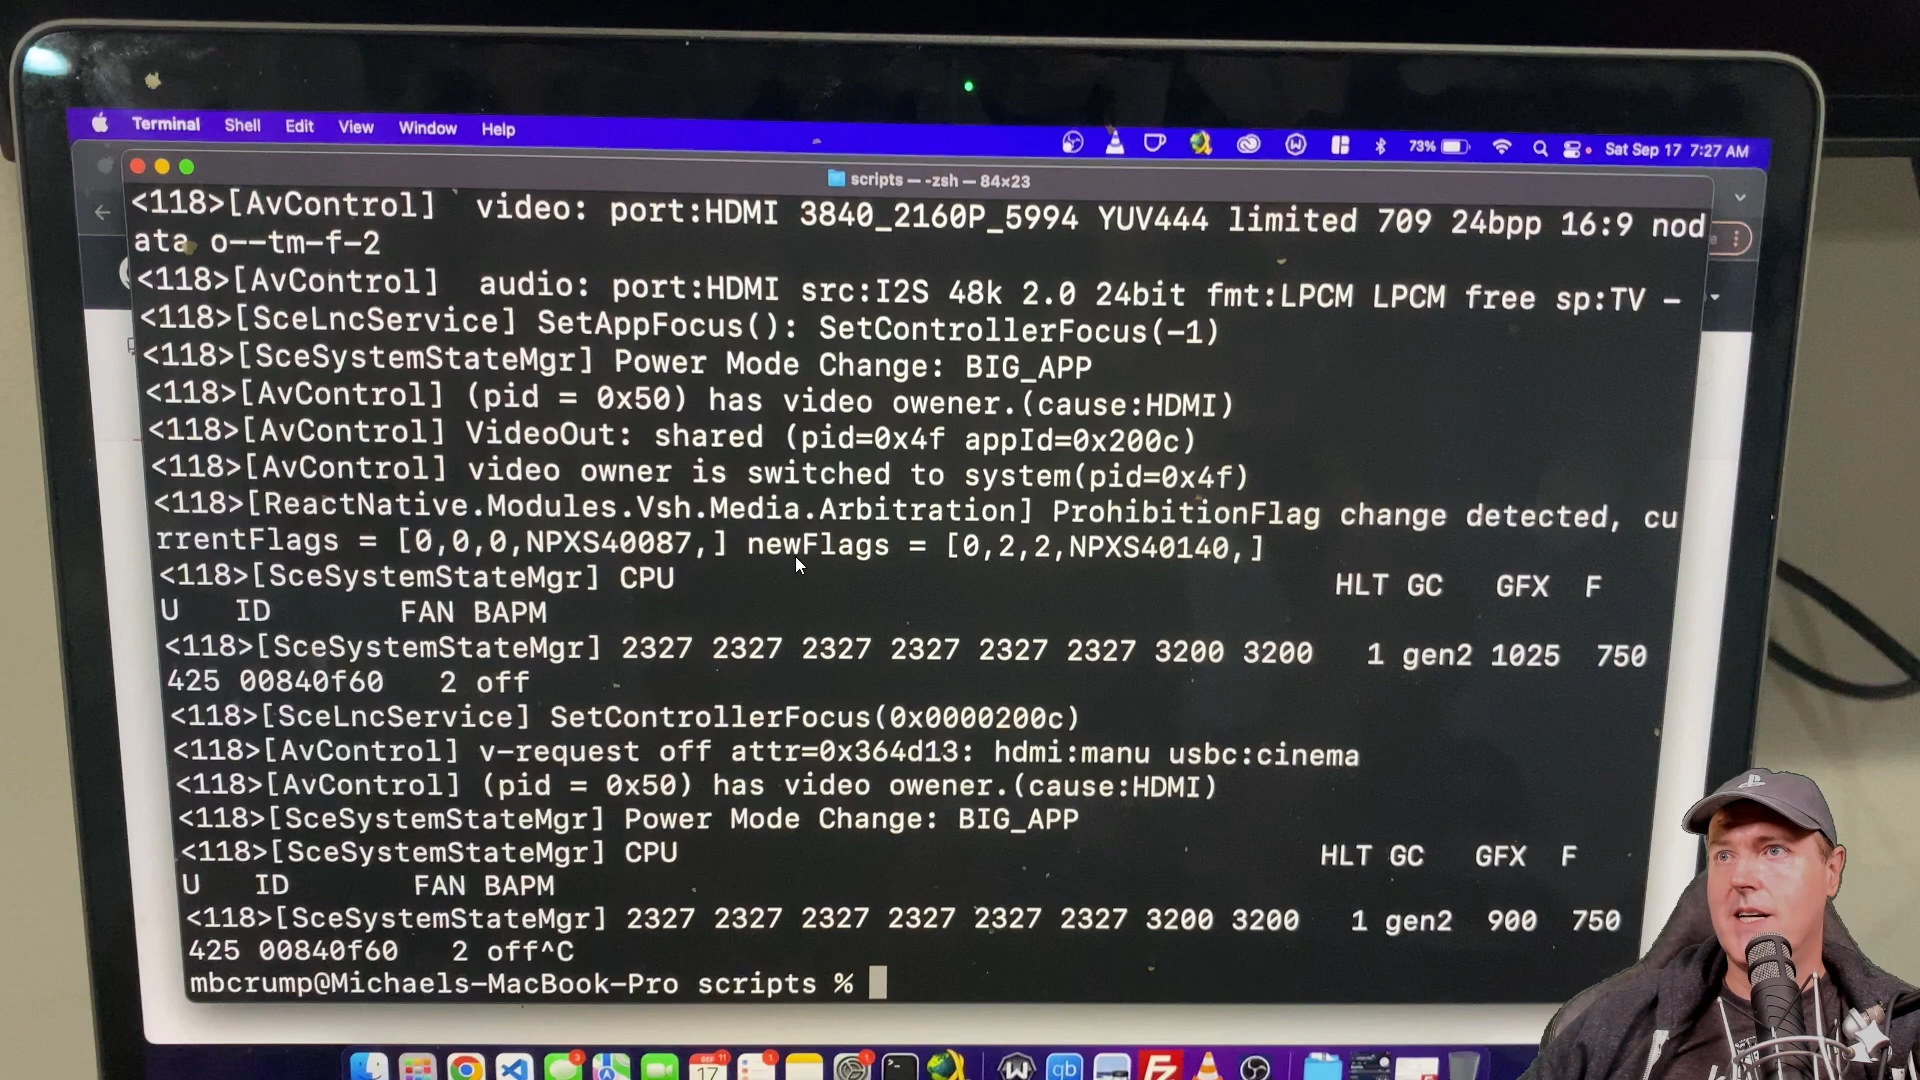 Terminal Shell Edit View Window Help 73% Sat Sep 17 7:27 AM
scripts — -zsh — 84×23
<118>[AvControl]  video: port:HDMI 3840_2160P_5994 YUV444 limited 709 24bpp 16:9 nod
ata o--tm-f-2
<118>[AvControl]  audio: port:HDMI src:I2S 48k 2.0 24bit fmt:LPCM LPCM free sp:TV -
<118>[SceLncService] SetAppFocus(): SetControllerFocus(-1)
<118>[SceSystemStateMgr] Power Mode Change: BIG_APP
<118>[AvControl] (pid = 0x50) has video owener.(cause:HDMI)
<118>[AvControl] VideoOut: shared (pid=0x4f appId=0x200c)
<118>[AvControl] video owner is switched to system(pid=0x4f)
<118>[ReactNative.Modules.Vsh.Media.Arbitration] ProhibitionFlag change detected, cu
rrentFlags = [0,0,0,NPXS40087,] newFlags = [0,2,2,NPXS40140,]
<118>[SceSystemStateMgr] CPU HLT GC GFX F
U ID FAN BAPM
<118>[SceSystemStateMgr] 2327 2327 2327 2327 2327 2327 3200 3200 1 gen2 1025 750
425 00840f60 2 off
<118>[SceLncService] SetControllerFocus(0x0000200c)
<118>[AvControl] v-request off attr=0x364d13: hdmi:manu usbc:cinema
<118>[AvControl] (pid = 0x50) has video owener.(cause:HDMI)
<118>[SceSystemStateMgr] Power Mode Change: BIG_APP
<118>[SceSystemStateMgr] CPU HLT GC GFX F
U ID FAN BAPM
<118>[SceSystemStateMgr] 2327 2327 2327 2327 2327 2327 3200 3200 1 gen2 900 750
425 00840f60 2 off^C
mbcrump@Michaels-MacBook-Pro scripts %
3 SEP 17 11 1 1 qb